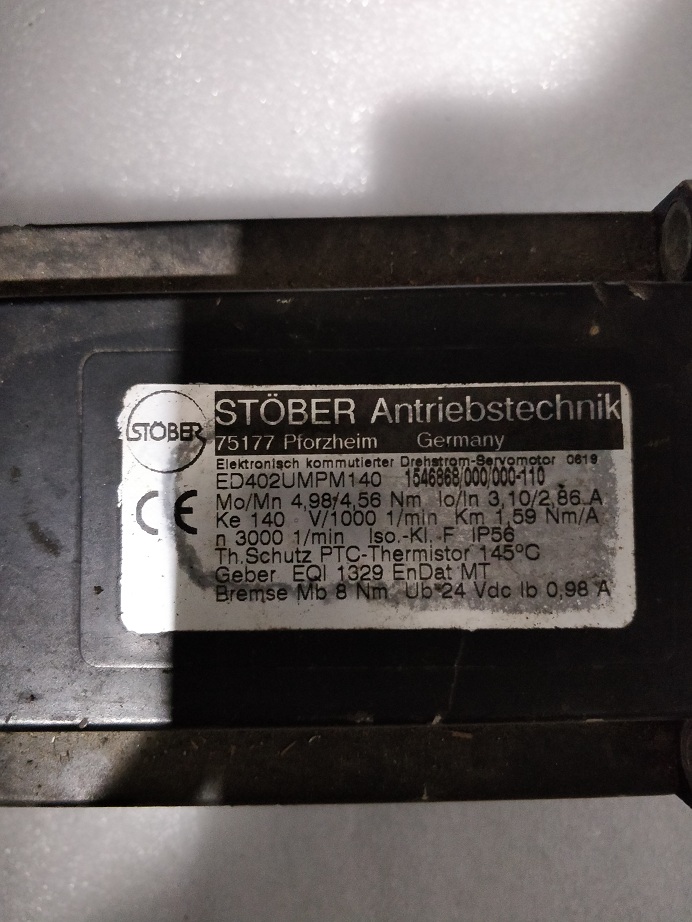 STÖBER
STÖBER Antriebstechnik
75177 Pforzheim Germany
Elektronisch kommutierter Drehstrom-Servomotor 0619
ED402UMPM140 1546868/000/000-110
CE
Mo/Mn 4,98/4,56 Nm Io/In 3,10/2,86 A
Ke 140 V/1000 1/min Km 1,59 Nm/A
n 3000 1/min Iso.-Kl. F IP56
Th.Schutz PTC-Thermistor 145°C
Geber EQI 1329 EnDat MT
Bremse Mb 8 Nm Ub 24 Vdc Ib 0,98 A